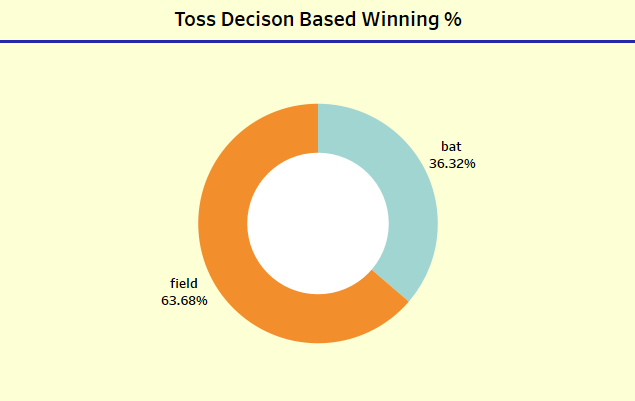 Toss Decison Based Winning %
bat
36.32%
field
63.68%